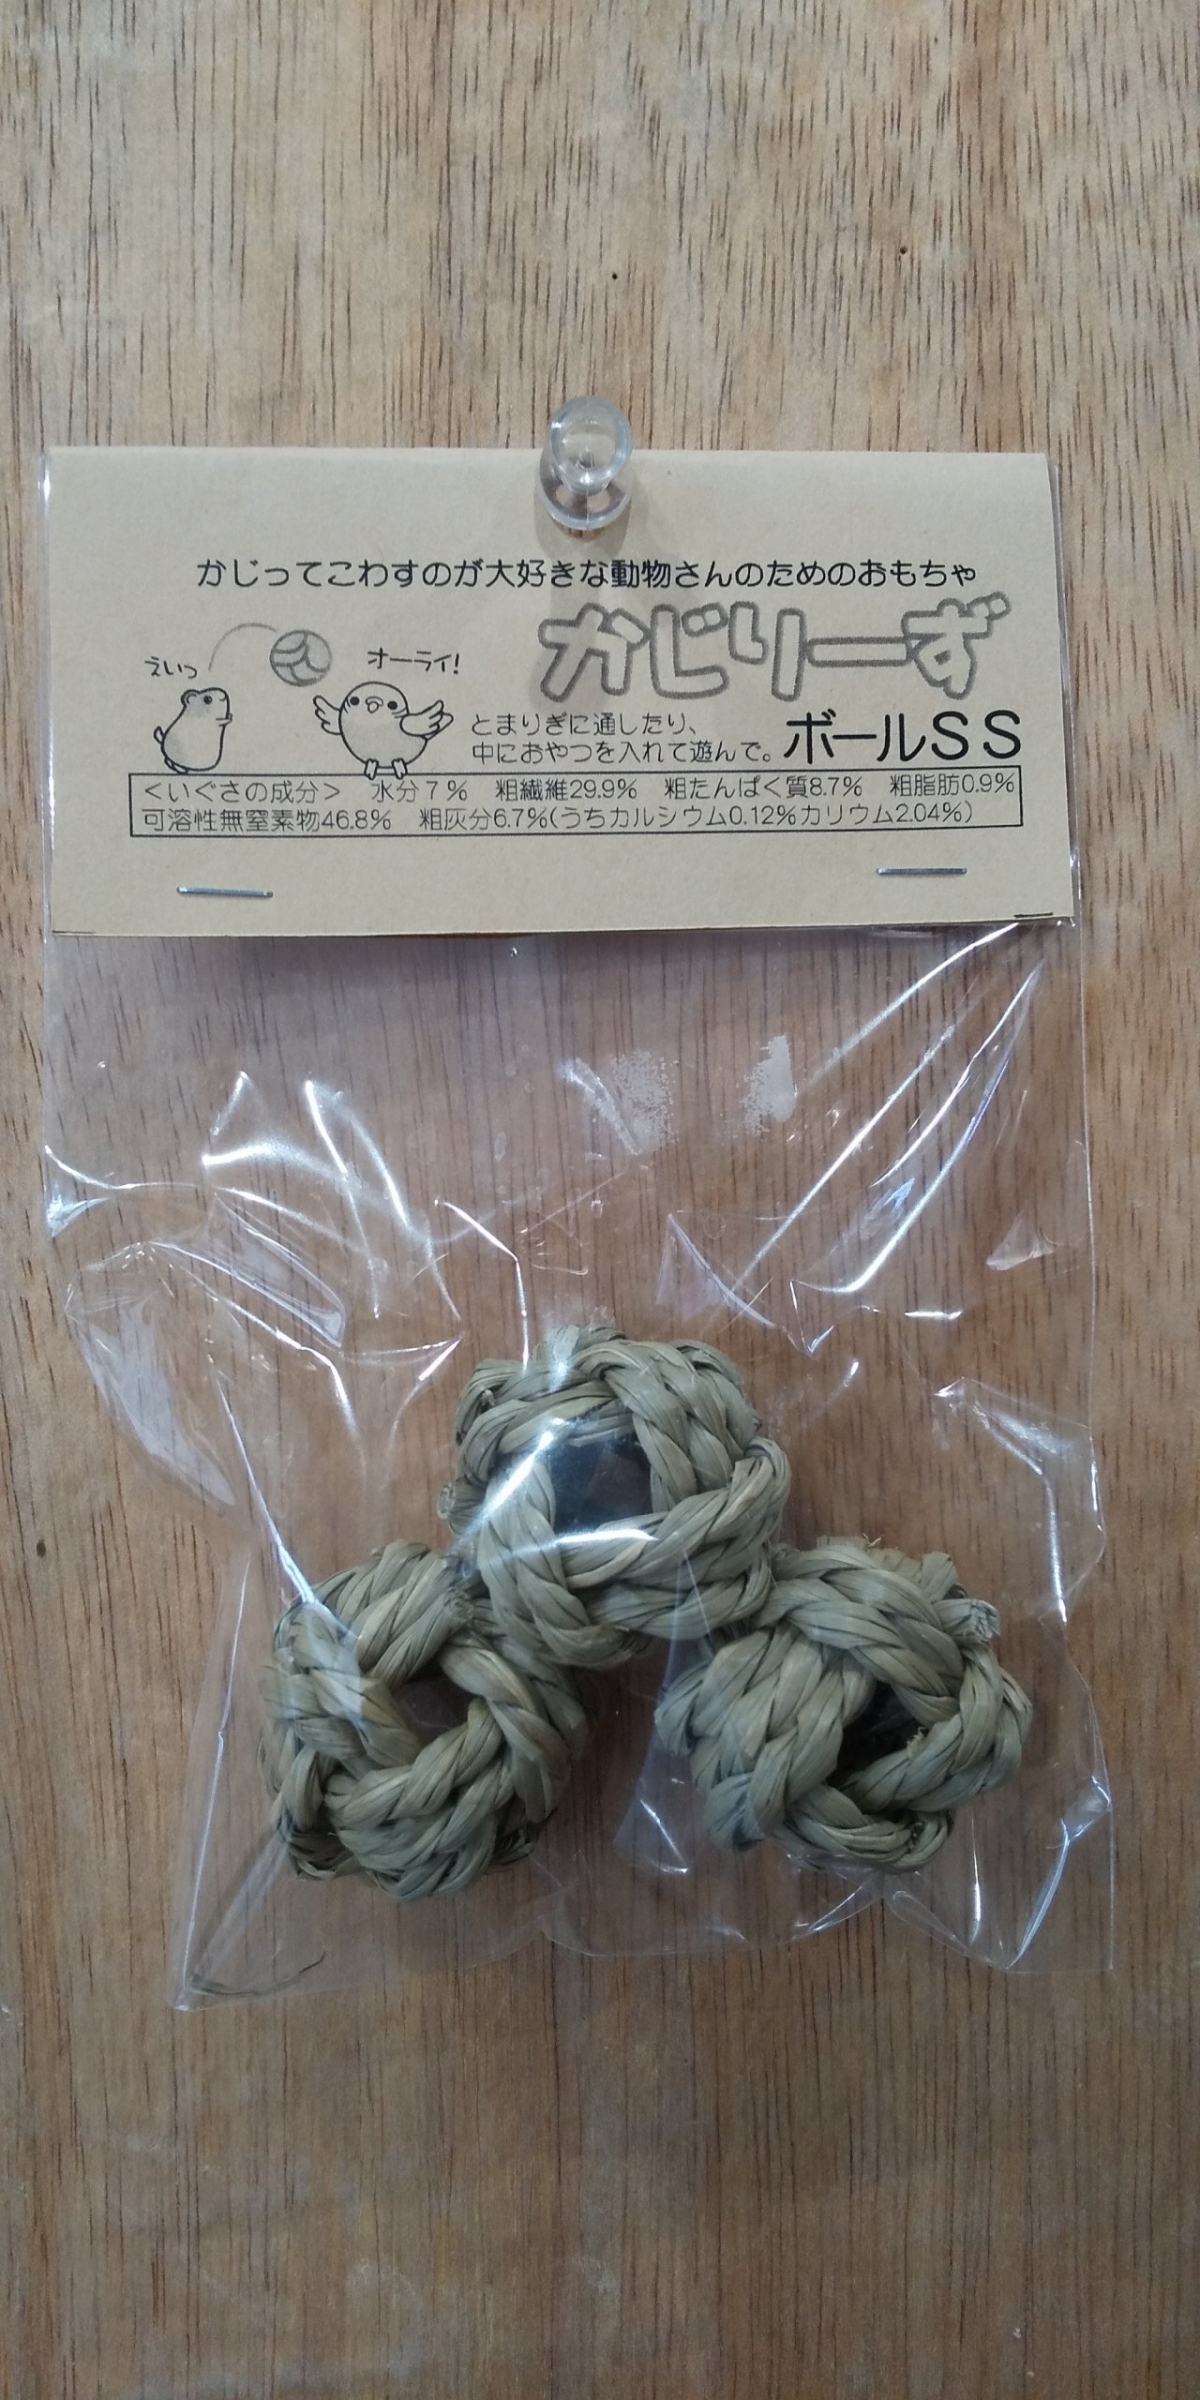 かじってこわすのが大好きな動物さんのためのおもちゃ
かじりーず
えいっ
オーライ!
とまりぎに通したり、
中におやつを入れて遊んで。
ボールSS
＜いぐさの成分＞　水分7％　粗繊維29.9%　粗たんぱく質8.7%　粗脂肪0.9%
可溶性無窒素物46.8%　粗灰分6.7%(うちカルシウム0.12%カリウム2.04%)